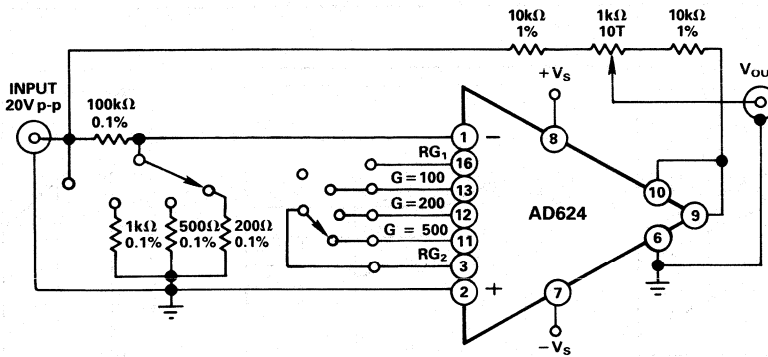 10kΩ 1%
1kΩ 10T
10kΩ 1%
INPUT
20V p-p
100kΩ
0.1%
+VS
VOU
1
–
8
RG1
16
G = 100
13
G = 200
12
G = 500
11
RG2
3
2
+
AD624
10
9
6
7
–VS
1kΩ
0.1%
500Ω
0.1%
200Ω
0.1%